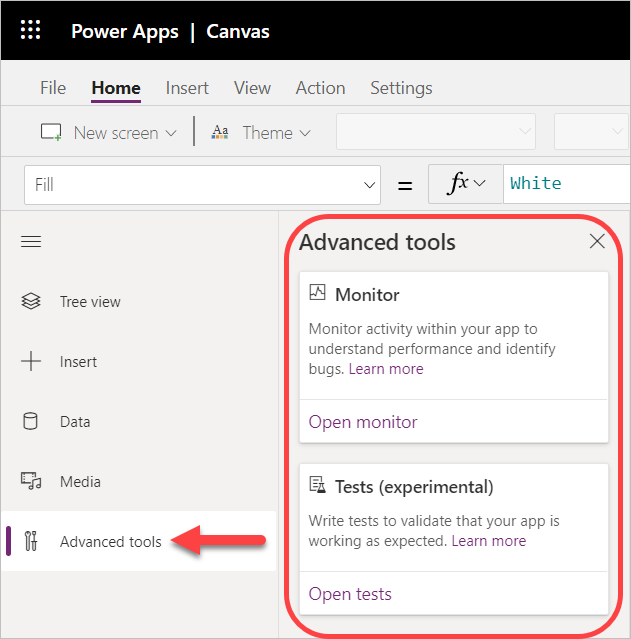 Power Apps | Canvas
File Home Insert View Action Settings
New screen Aa Theme
Fill = fx White
Advanced tools
Monitor
Monitor activity within your app to
understand performance and identify
bugs. Learn more
Open monitor
Tests (experimental)
Write tests to validate that your app is
working as expected. Learn more
Open tests
Tree view
Insert
Data
Media
Advanced tools